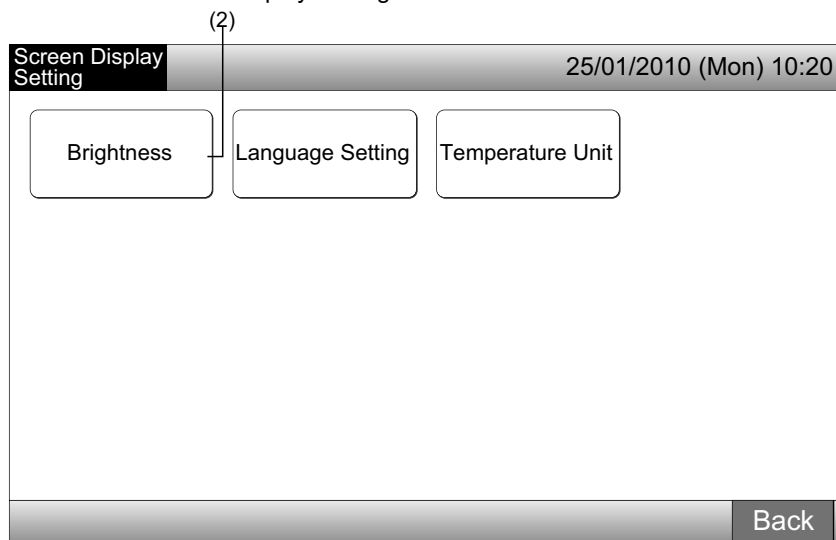 (2)
Screen Display
Setting
25/01/2010 (Mon) 10:20
Brightness
Language Setting
Temperature Unit
Back